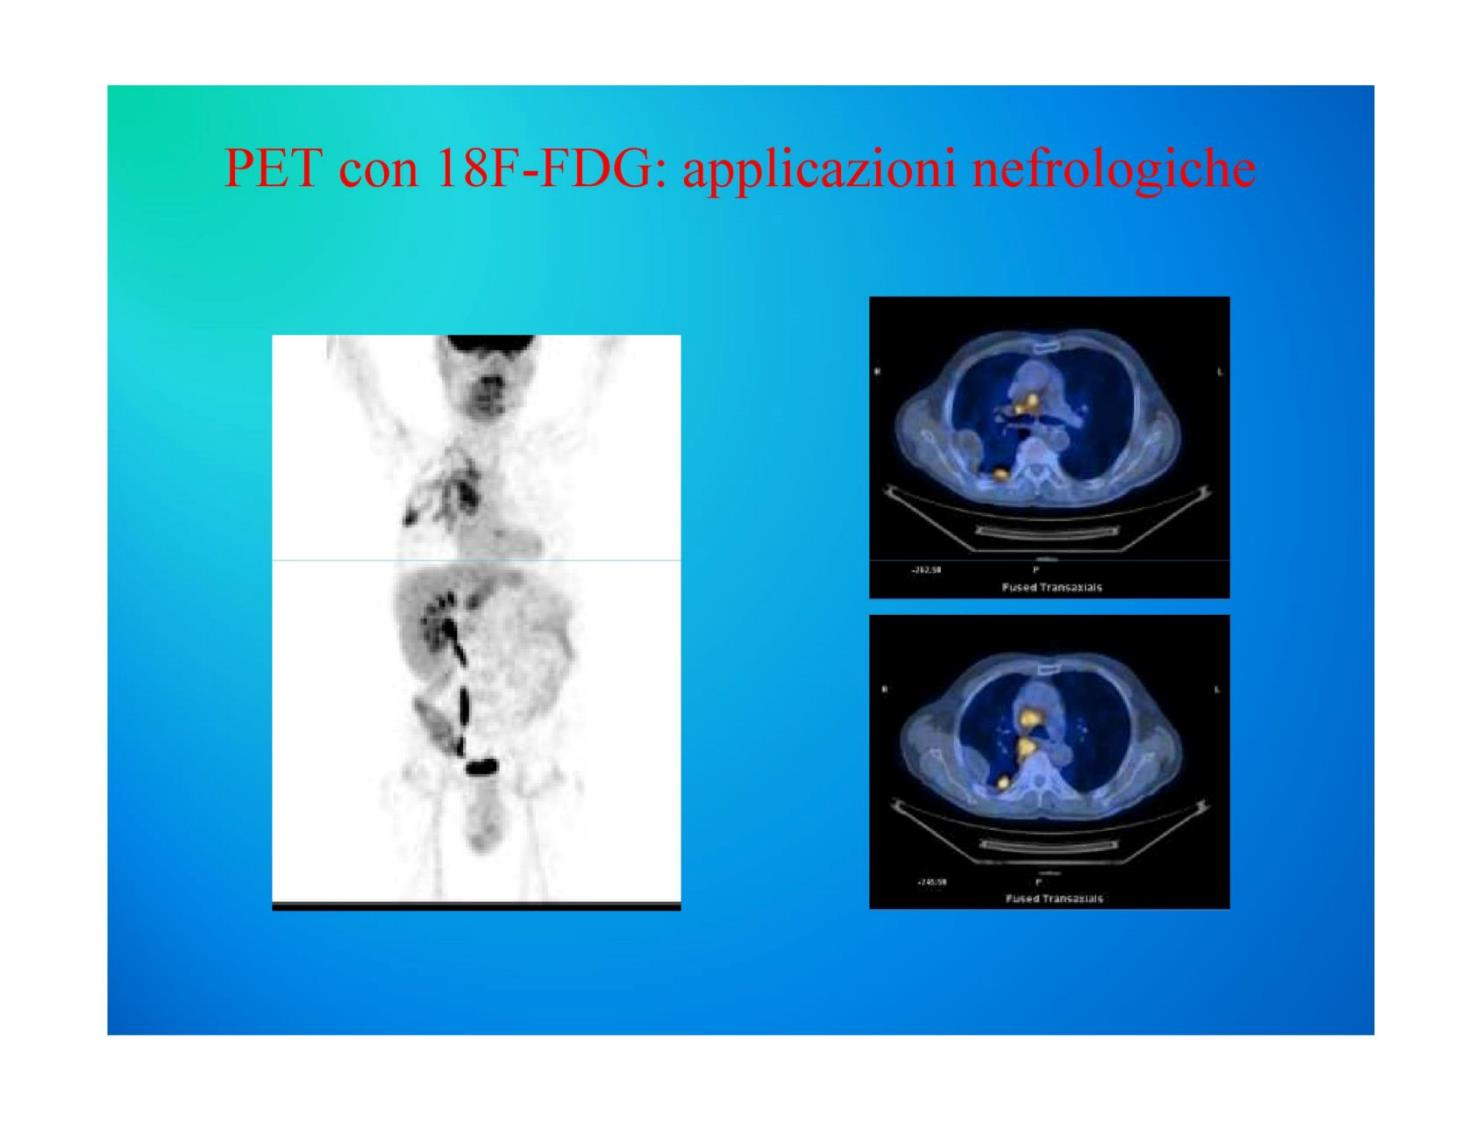 PET con 18F-FDG: applicazioni nefrologiche
R
L
P
Fused Transaxials
R
L
P
Fused Transaxials